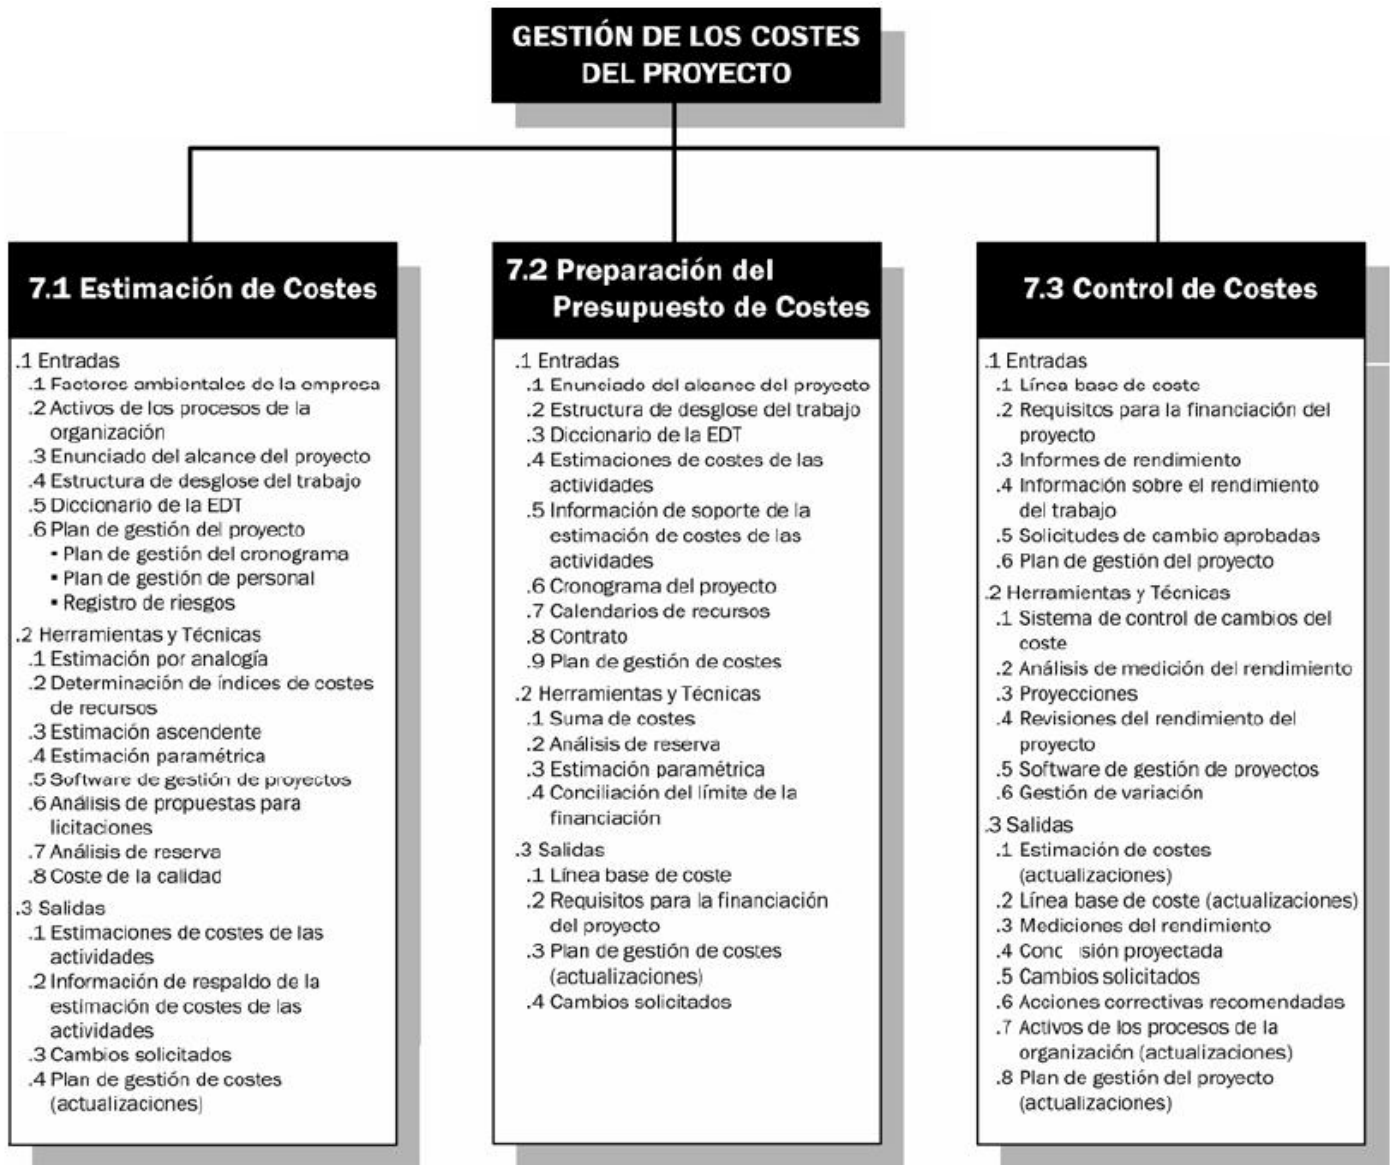 GESTIÓN DE LOS COSTES
DEL PROYECTO
7.1 Estimación de Costes
.1 Entradas
.1 Factores ambientales de la empresa
.2 Activos de los procesos de la
organización
.3 Enunciado del alcance del proyecto
.4 Estructura de desglose del trabajo
.5 Diccionario de la EDT
.6 Plan de gestión del proyecto
▪ Plan de gestión del cronograma
▪ Plan de gestión de personal
▪ Registro de riesgos
.2 Herramientas y Técnicas
.1 Estimación por analogía
.2 Determinación de índices de costes
de recursos
.3 Estimación ascendente
.4 Estimación paramétrica
.5 Software de gestión de proyectos
.6 Análisis de propuestas para
licitaciones
.7 Análisis de reserva
.8 Coste de la calidad
.3 Salidas
.1 Estimaciones de costes de las
actividades
.2 Información de respaldo de la
estimación de costes de las
actividades
.3 Cambios solicitados
.4 Plan de gestión de costes
(actualizaciones)
7.2 Preparación del
Presupuesto de Costes
.1 Entradas
.1 Enunciado del alcance del proyecto
.2 Estructura de desglose del trabajo
.3 Diccionario de la EDT
.4 Estimaciones de costes de las
actividades
.5 Información de soporte de la
estimación de costes de las
actividades
.6 Cronograma del proyecto
.7 Calendarios de recursos
.8 Contrato
.9 Plan de gestión de costes
.2 Herramientas y Técnicas
.1 Suma de costes
.2 Análisis de reserva
.3 Estimación paramétrica
.4 Conciliación del límite de la
financiación
.3 Salidas
.1 Línea base de coste
.2 Requisitos para la financiación
del proyecto
.3 Plan de gestión de costes
(actualizaciones)
.4 Cambios solicitados
7.3 Control de Costes
.1 Entradas
.1 Línea base de coste
.2 Requisitos para la financiación del
proyecto
.3 Informes de rendimiento
.4 Información sobre el rendimiento
del trabajo
.5 Solicitudes de cambio aprobadas
.6 Plan de gestión del proyecto
.2 Herramientas y Técnicas
.1 Sistema de control de cambios del
coste
.2 Análisis de medición del rendimiento
.3 Proyecciones
.4 Revisiones del rendimiento del
proyecto
.5 Software de gestión de proyectos
.6 Gestión de variación
.3 Salidas
.1 Estimación de costes
(actualizaciones)
.2 Línea base de coste (actualizaciones)
.3 Mediciones del rendimiento
.4 proyectada
.5 Cambios solicitados
.6 Acciones correctivas recomendadas
.7 Activos de los procesos de la
organización (actualizaciones)
.8 Plan de gestión del proyecto
(actualizaciones)